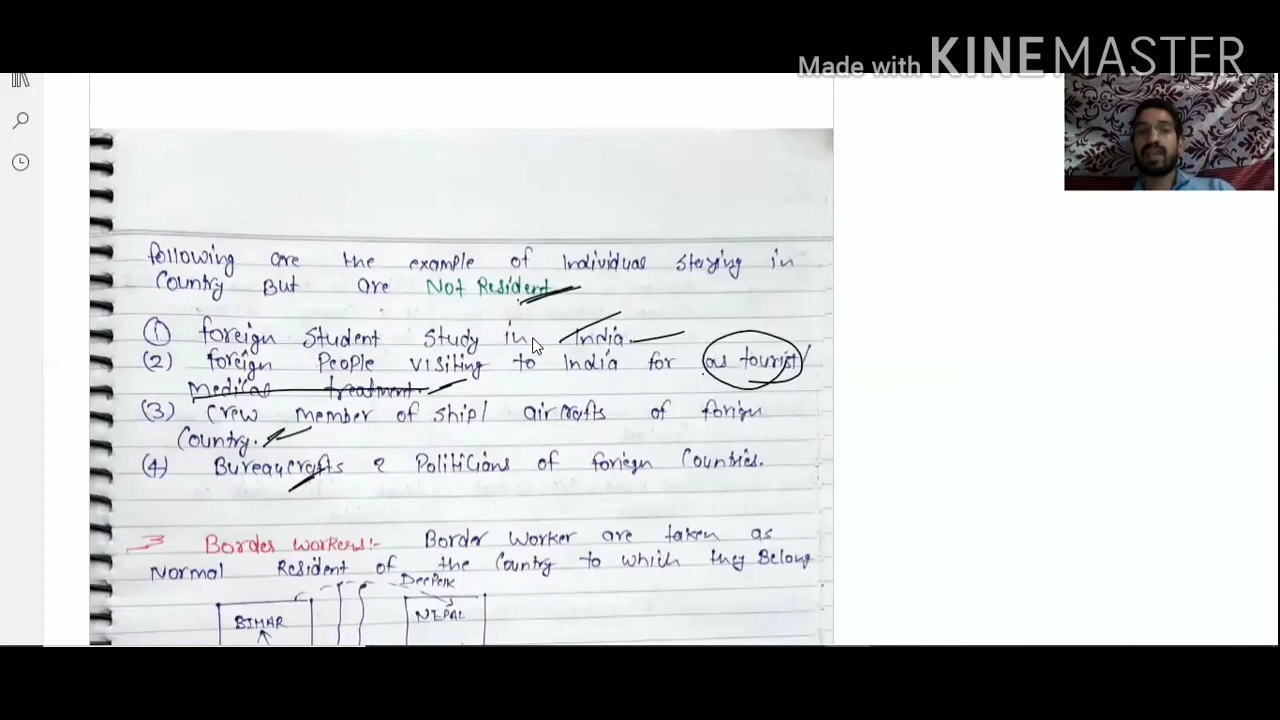 Made with KINEMASTER
following are the example of individual staying in
Country But are Not Resident
(1) foreign Student Study in India.
(2) foreign People visiting to India for as tourist/
Medical treatment.
(3) Crew member of ship/ aircrafts of forign
Country.
(4) Bureaucrafts & Politicians of foriegn Countries.
Border workers:- Border worker are taken as
Normal Resident of the Country to which they Belong
DeePak
BIHAR NEPAL